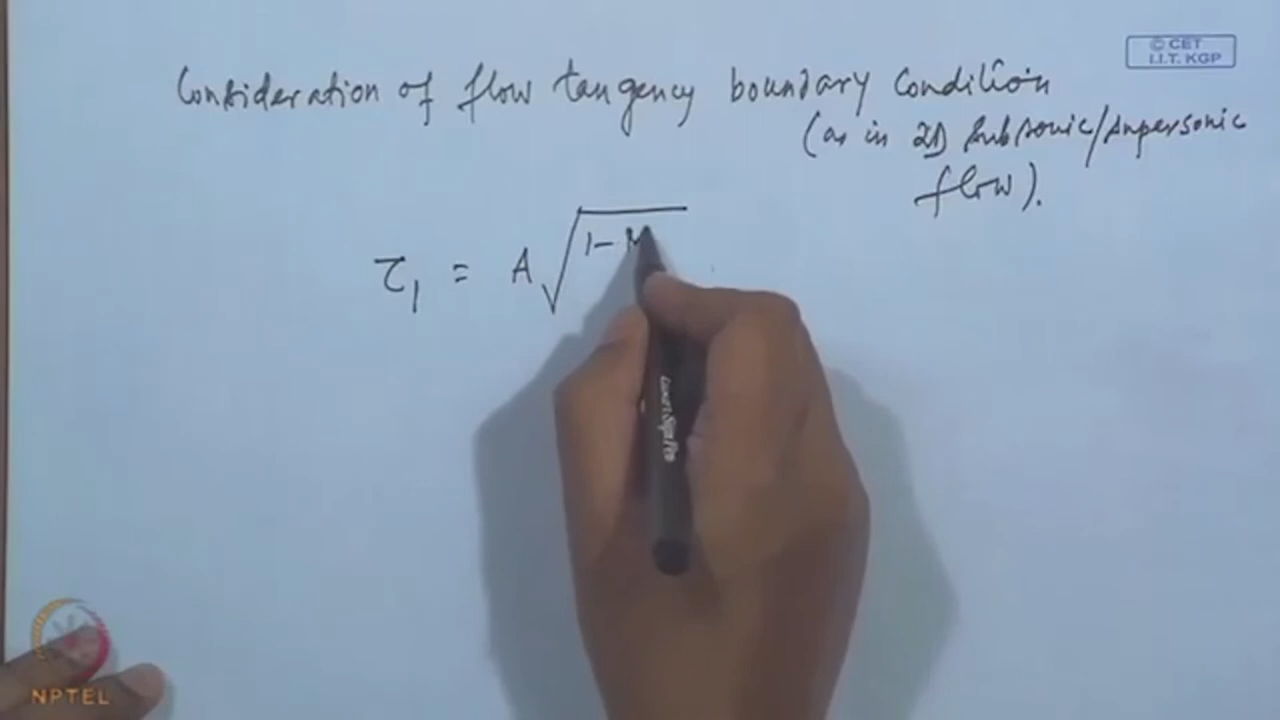 © CET
I.I.T. KGP
Consideration of flow tangency boundary condition
(as in 2D subsonic/supersonic
flow).
τ₁ = A√1-M
NPTEL